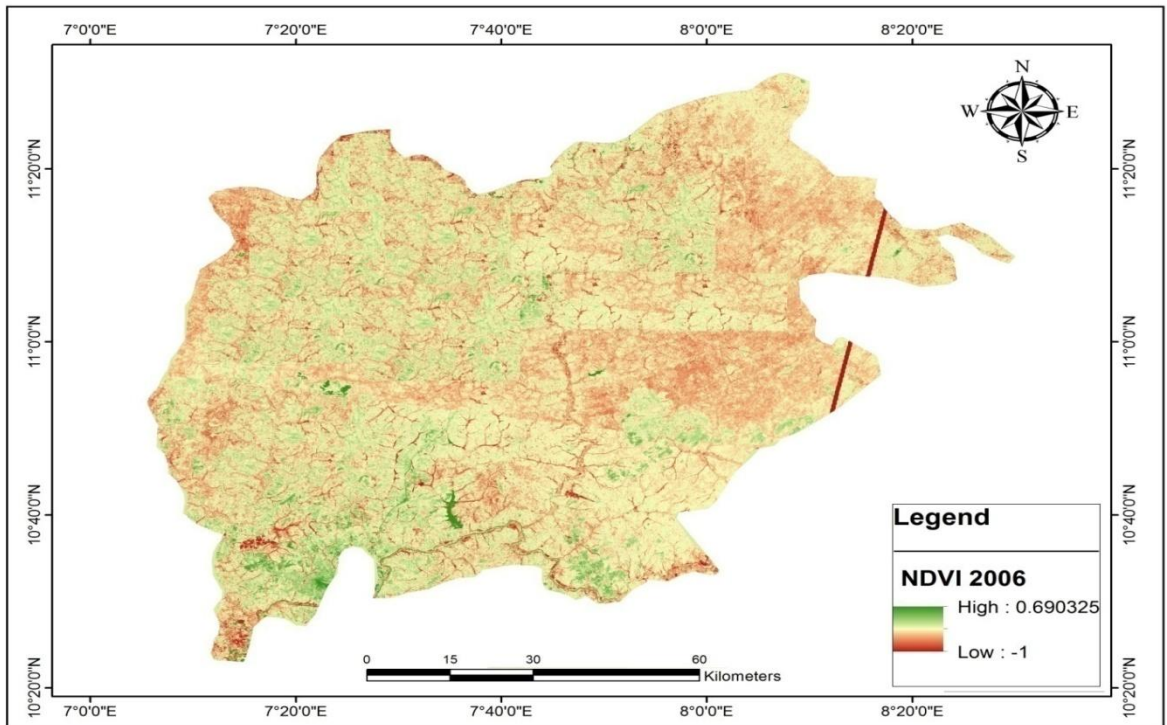 7°0'0"E 7°20'0"E 7°40'0"E 8°0'0"E 8°20'0"E
N
W E
S
11°20'0"N 11°20'0"N
11°0'0"N 11°0'0"N
10°40'0"N 10°40'0"N
10°20'0"N 10°20'0"N
Legend
NDVI 2006
High : 0.690325
Low : -1
0 15 30 60
Kilometers
7°0'0"E 7°20'0"E 7°40'0"E 8°0'0"E 8°20'0"E